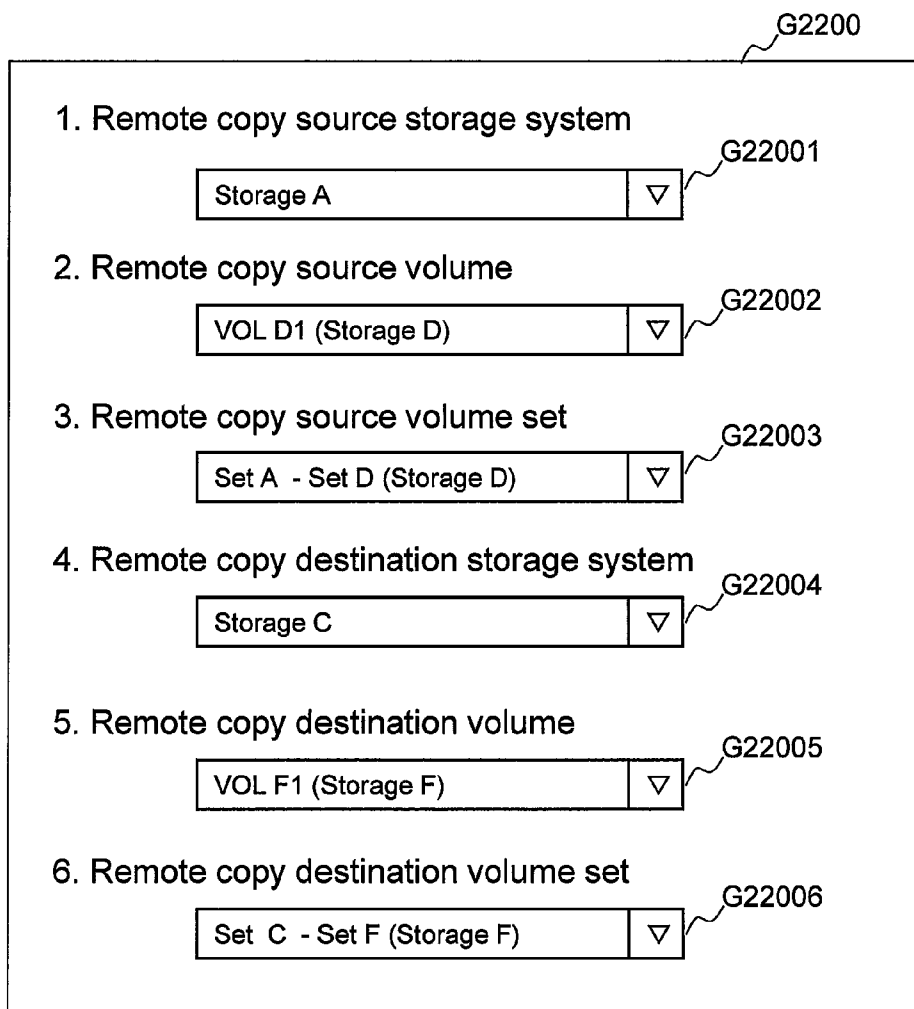 G2200
1. Remote copy source storage system
G22001
Storage A
2. Remote copy source volume
G22002
VOL D1 (Storage D)
3. Remote copy source volume set
G22003
Set A - Set D (Storage D)
4. Remote copy destination storage system
G22004
Storage C
5. Remote copy destination volume
G22005
VOL F1 (Storage F)
6. Remote copy destination volume set
G22006
Set C - Set F (Storage F)